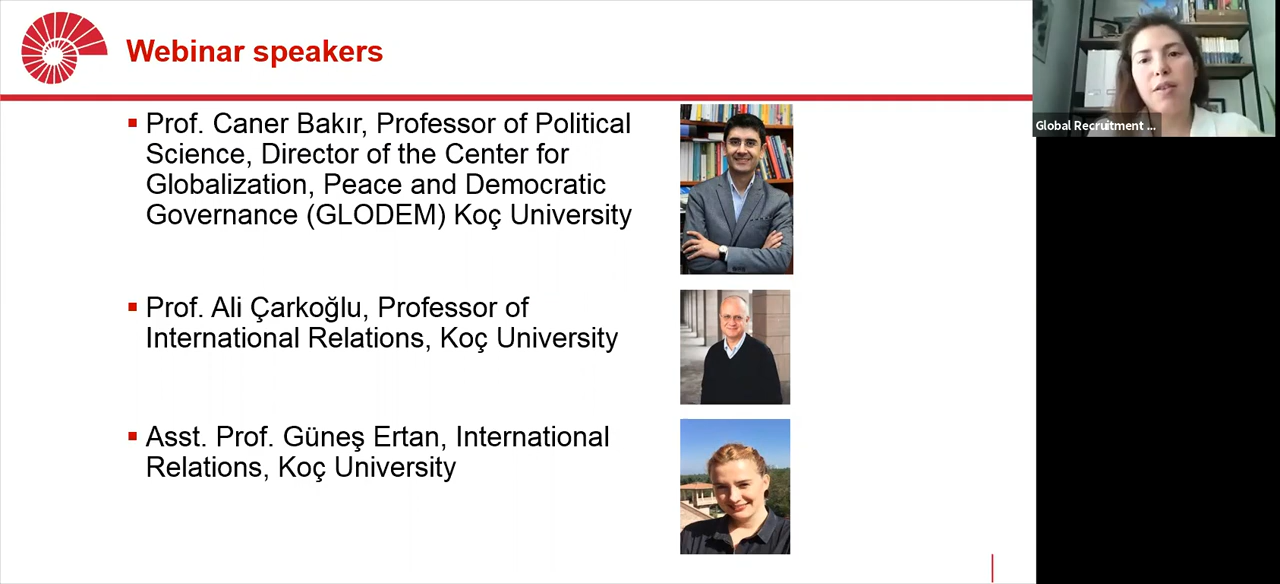 Webinar speakers
Prof. Caner Bakır, Professor of Political
Science, Director of the Center for
Globalization, Peace and Democratic
Governance (GLODEM) Koç University
Prof. Ali Çarkoğlu, Professor of
International Relations, Koç University
Asst. Prof. Güneş Ertan, International
Relations, Koç University
Global Recruitment ...